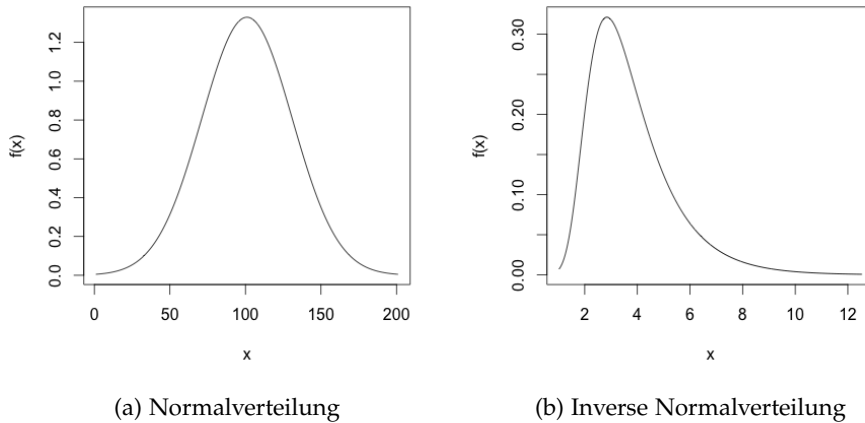 f(x)
0.0 0.2 0.4 0.6 0.8 1.0 1.2
0 50 100 150 200
x
(a) Normalverteilung
f(x)
0.00 0.10 0.20 0.30
2 4 6 8 10 12
x
(b) Inverse Normalverteilung